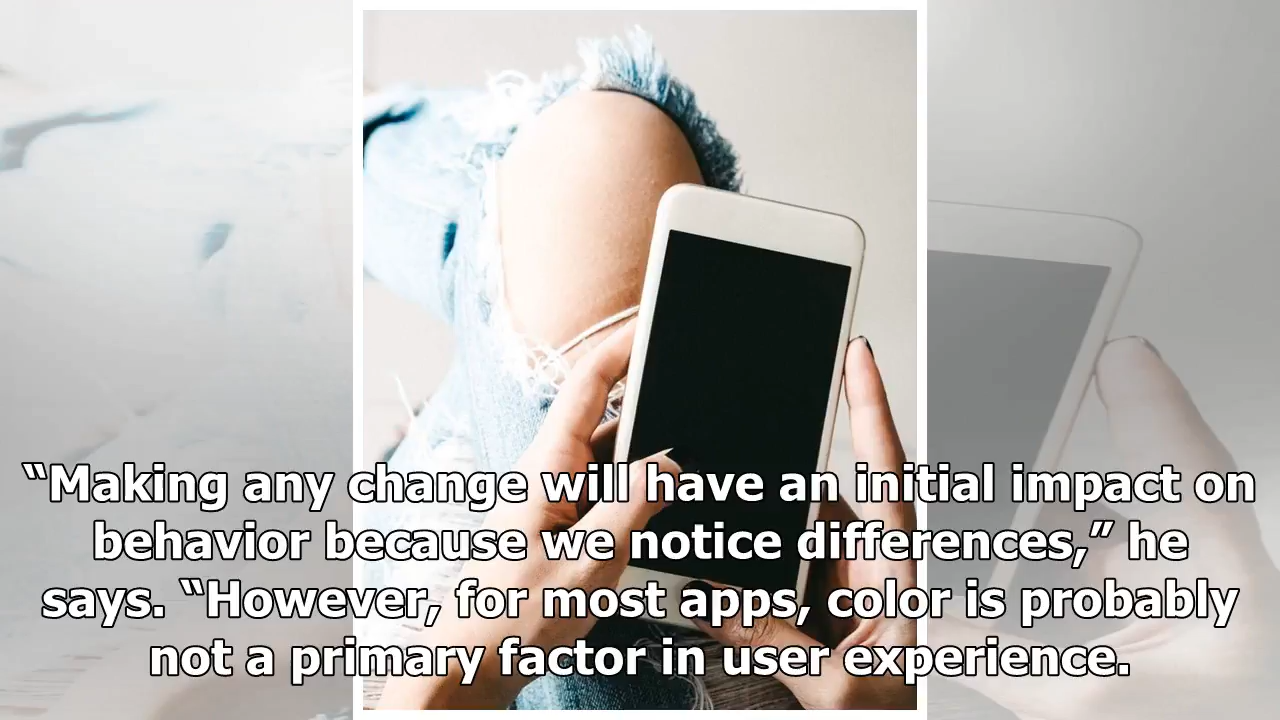 “Making any change will have an initial impact on
behavior because we notice differences,” he
says. “However, for most apps, color is probably
not a primary factor in user experience.